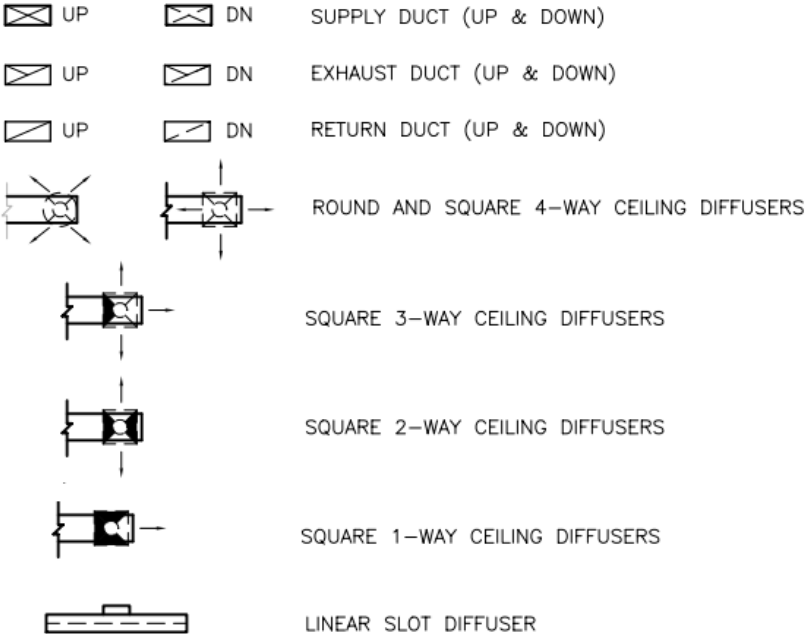 UP DN SUPPLY DUCT (UP & DOWN)
UP DN EXHAUST DUCT (UP & DOWN)
UP DN RETURN DUCT (UP & DOWN)
ROUND AND SQUARE 4-WAY CEILING DIFFUSERS
SQUARE 3-WAY CEILING DIFFUSERS
SQUARE 2-WAY CEILING DIFFUSERS
SQUARE 1-WAY CEILING DIFFUSERS
LINEAR SLOT DIFFUSER